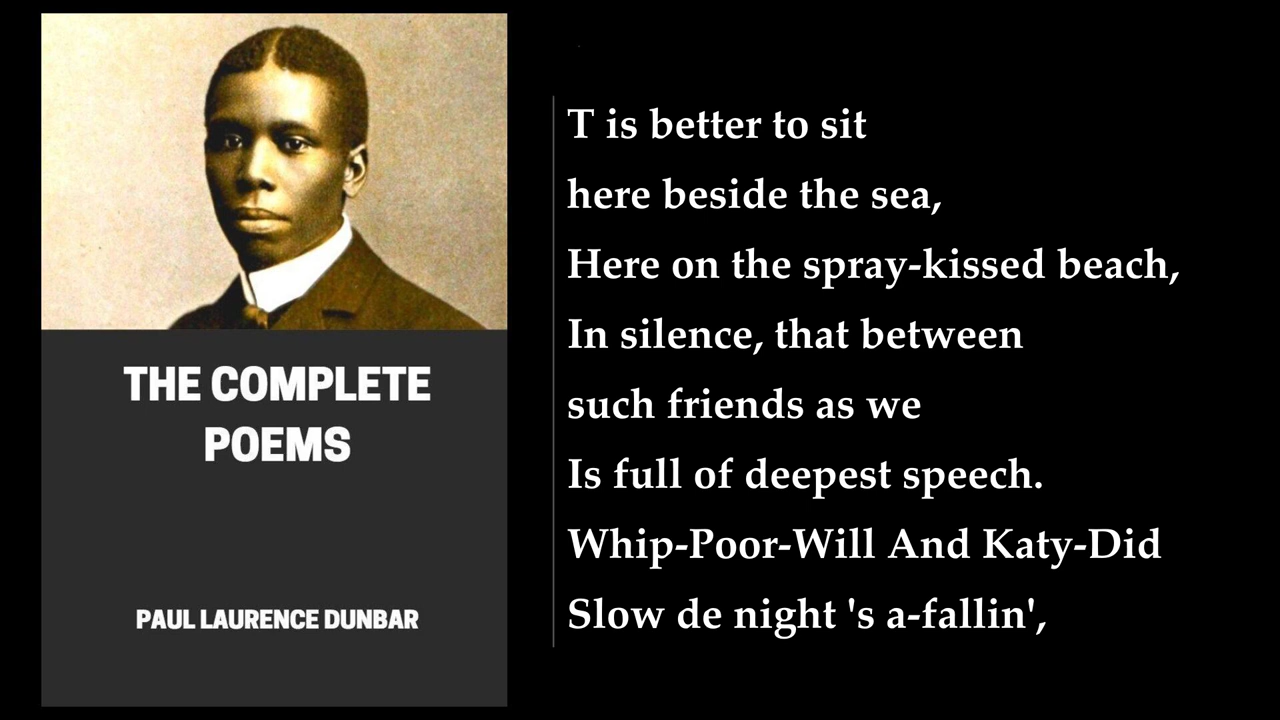 THE COMPLETE
POEMS
PAUL LAURENCE DUNBAR
T is better to sit
here beside the sea,
Here on the spray-kissed beach,
In silence, that between
such friends as we
Is full of deepest speech.
Whip-Poor-Will And Katy-Did
Slow de night 's a-fallin',